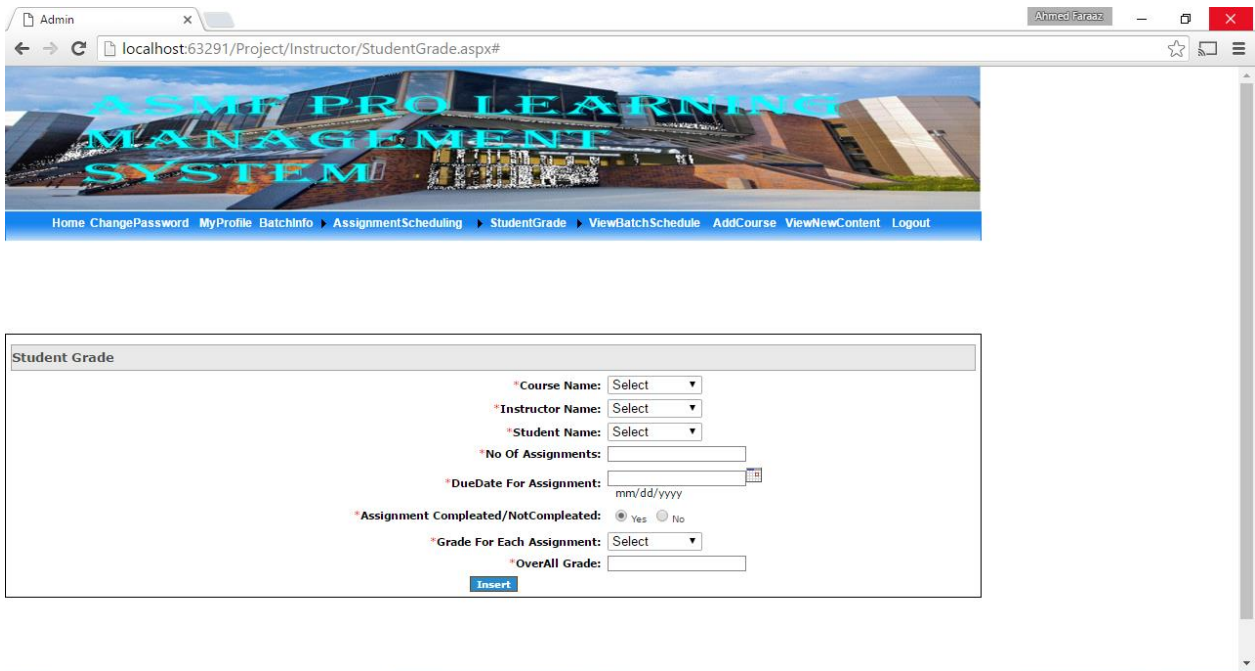 Admin
Ahmed Faraaz
localhost:63291/Project/Instructor/StudentGrade.aspx#
ASMF PRO LEARNING
MANAGEMENT
SYSTEM
Home ChangePassword MyProfile BatchInfo AssignmentScheduling StudentGrade ViewBatchSchedule AddCourse ViewNewContent Logout
Student Grade
*Course Name: Select
*Instructor Name: Select
*Student Name: Select
*No Of Assignments:
*DueDate For Assignment:
mm/dd/yyyy
*Assignment Compleated/NotCompleated: Yes No
*Grade For Each Assignment: Select
*OverAll Grade:
Insert